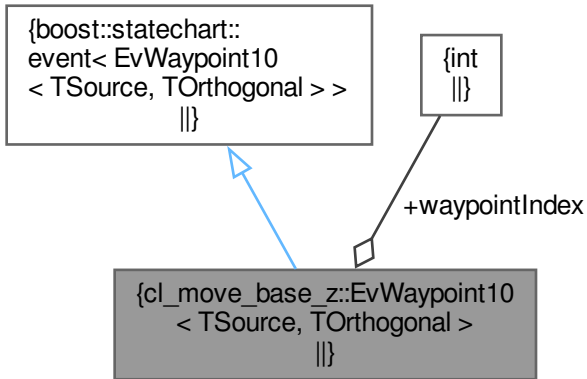 {boost::statechart::
event< EvWaypoint10
< TSource, TOrthogonal > >
||}
{int
||}
+waypointIndex
{cl_move_base_z::EvWaypoint10
< TSource, TOrthogonal >
||}